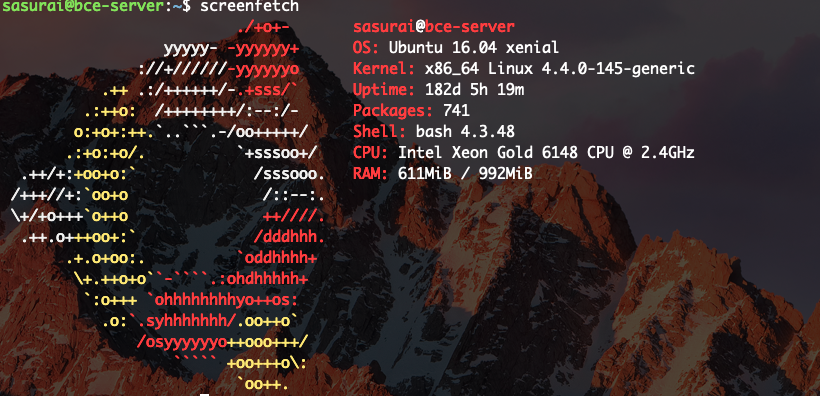 sasurai@bce-server:~$ screenfetch
./+o+- sasurai@bce-server
yyyyy- -yyyyyy+ OS: Ubuntu 16.04 xenial
://+//////-yyyyyyo Kernel: x86_64 Linux 4.4.0-145-generic
.++ .:/++++++/-.+sss/` Uptime: 182d 5h 19m
.:++o: /++++++++/:--:/- Packages: 741
o:+o+:++.`..```.-/oo+++++/ Shell: bash 4.3.48
.:+o:+o/. `+sssoo+/ CPU: Intel Xeon Gold 6148 CPU @ 2.4GHz
.++/+:+oo+o:` /sssooo. RAM: 611MiB / 992MiB
/+++//+:`oo+o /::--:.
\+/+o+++`o++o ++////.
.++.o+++oo+:` /dddhhh.
.+.o+oo:. `oddhhhh+
\+.++o+o``-````.:ohdhhhhh+
`:o+++ `ohhhhhhhhyo++os:
.o:`.syhhhhhhh/.oo++o`
/osyyyyyyo++ooo+++/
````` +oo+++o\:
`oo++.